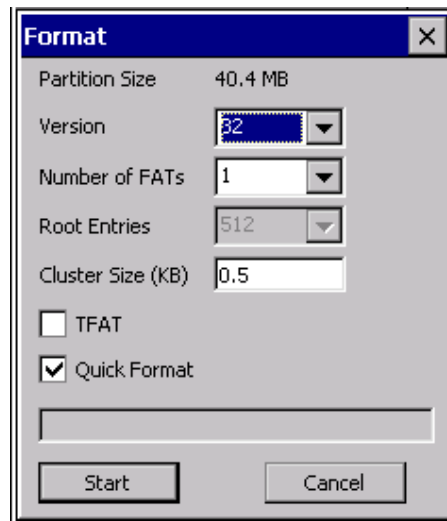 Format
Partition Size 40.4 MB
Version 32
Number of FATs 1
Root Entries 512
Cluster Size (KB) 0.5
TFAT
Quick Format
Start Cancel